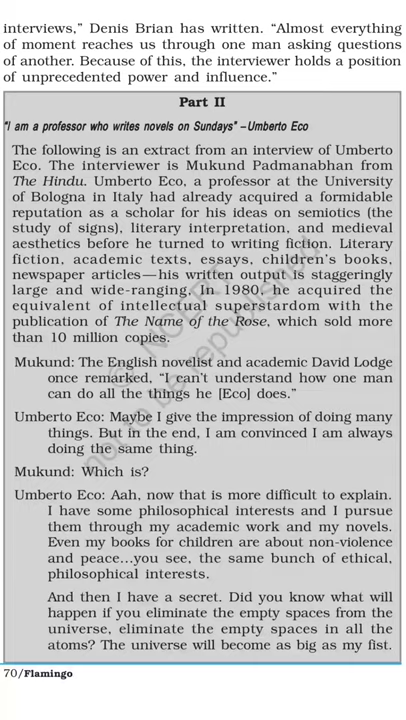 interviews,” Denis Brian has written. “Almost everything
of moment reaches us through one man asking questions
of another. Because of this, the interviewer holds a position
of unprecedented power and influence.”
Part II
“I am a professor who writes novels on Sundays” – Umberto Eco
The following is an extract from an interview of Umberto
Eco. The interviewer is Mukund Padmanabhan from
The Hindu. Umberto Eco, a professor at the University
of Bologna in Italy had already acquired a formidable
reputation as a scholar for his ideas on semiotics (the
study of signs), literary interpretation, and medieval
aesthetics before he turned to writing fiction. Literary
fiction, academic texts, essays, children’s books,
newspaper articles—his written output is staggeringly
large and wide-ranging, In 1980, he acquired the
equivalent of intellectual superstardom with the
publication of The Name of the Rose, which sold more
than 10 million copies.
Mukund: The English novelist and academic David Lodge
once remarked, “I can’t understand how one man
can do all the things he [Eco] does.”
Umberto Eco: Maybe I give the impression of doing many
things. But in the end, I am convinced I am always
doing the same thing.
Mukund: Which is?
Umberto Eco: Aah, now that is more difficult to explain.
I have some philosophical interests and I pursue
them through my academic work and my novels.
Even my books for children are about non-violence
and peace...you see, the same bunch of ethical,
philosophical interests.
And then I have a secret. Did you know what will
happen if you eliminate the empty spaces from the
universe, eliminate the empty spaces in all the
atoms? The universe will become as big as my fist.
70/Flamingo
© NCERT
not to be republished